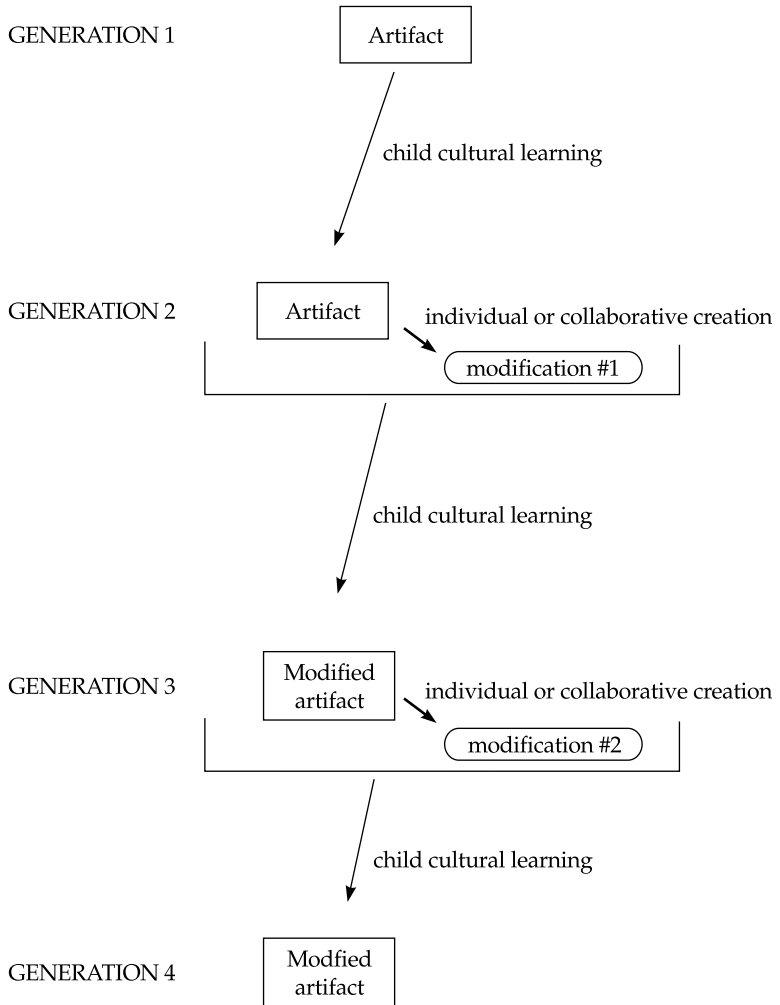 GENERATION 1
Artifact
child cultural learning
GENERATION 2
Artifact
individual or collaborative creation
modification #1
child cultural learning
GENERATION 3
Modified
artifact
individual or collaborative creation
modification #2
child cultural learning
GENERATION 4
Modfied
artifact